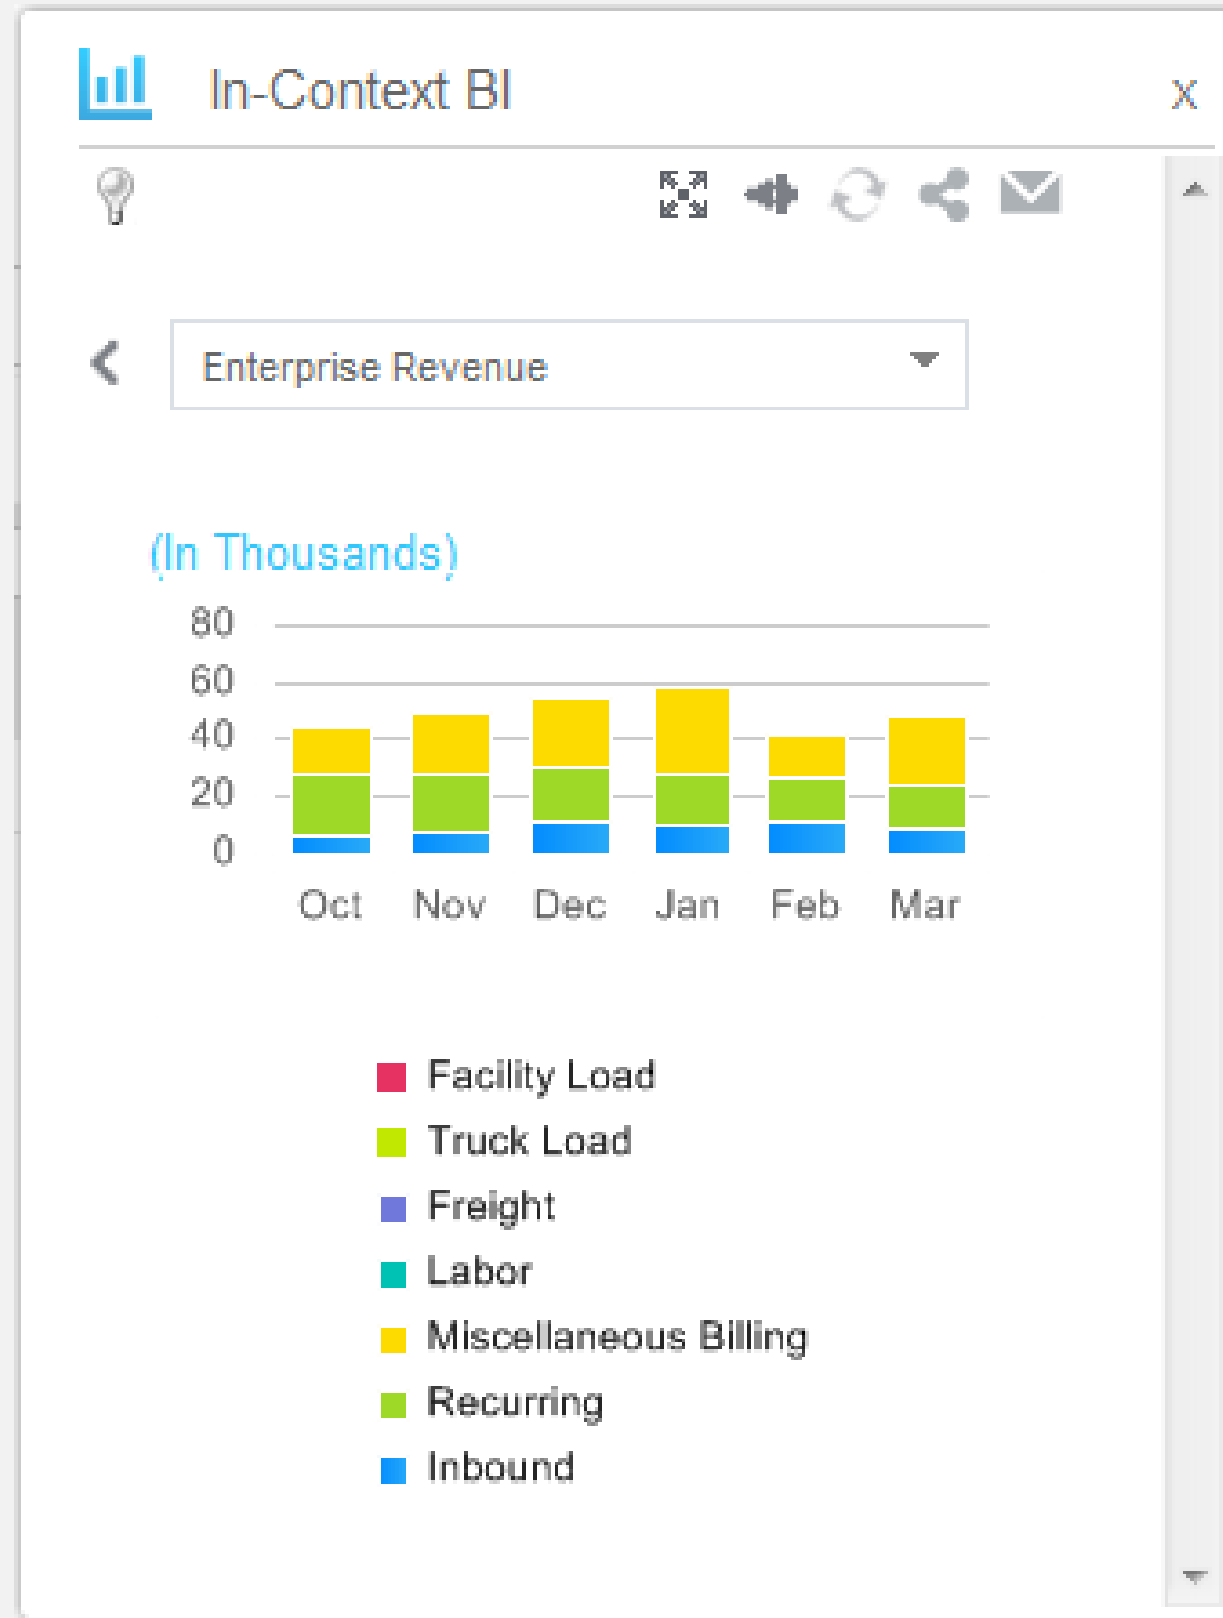 In-Context BI
x
Enterprise Revenue
(In Thousands)
80
60
40
20
0
Oct Nov Dec Jan Feb Mar
Facility Load
Truck Load
Freight
Labor
Miscellaneous Billing
Recurring
Inbound